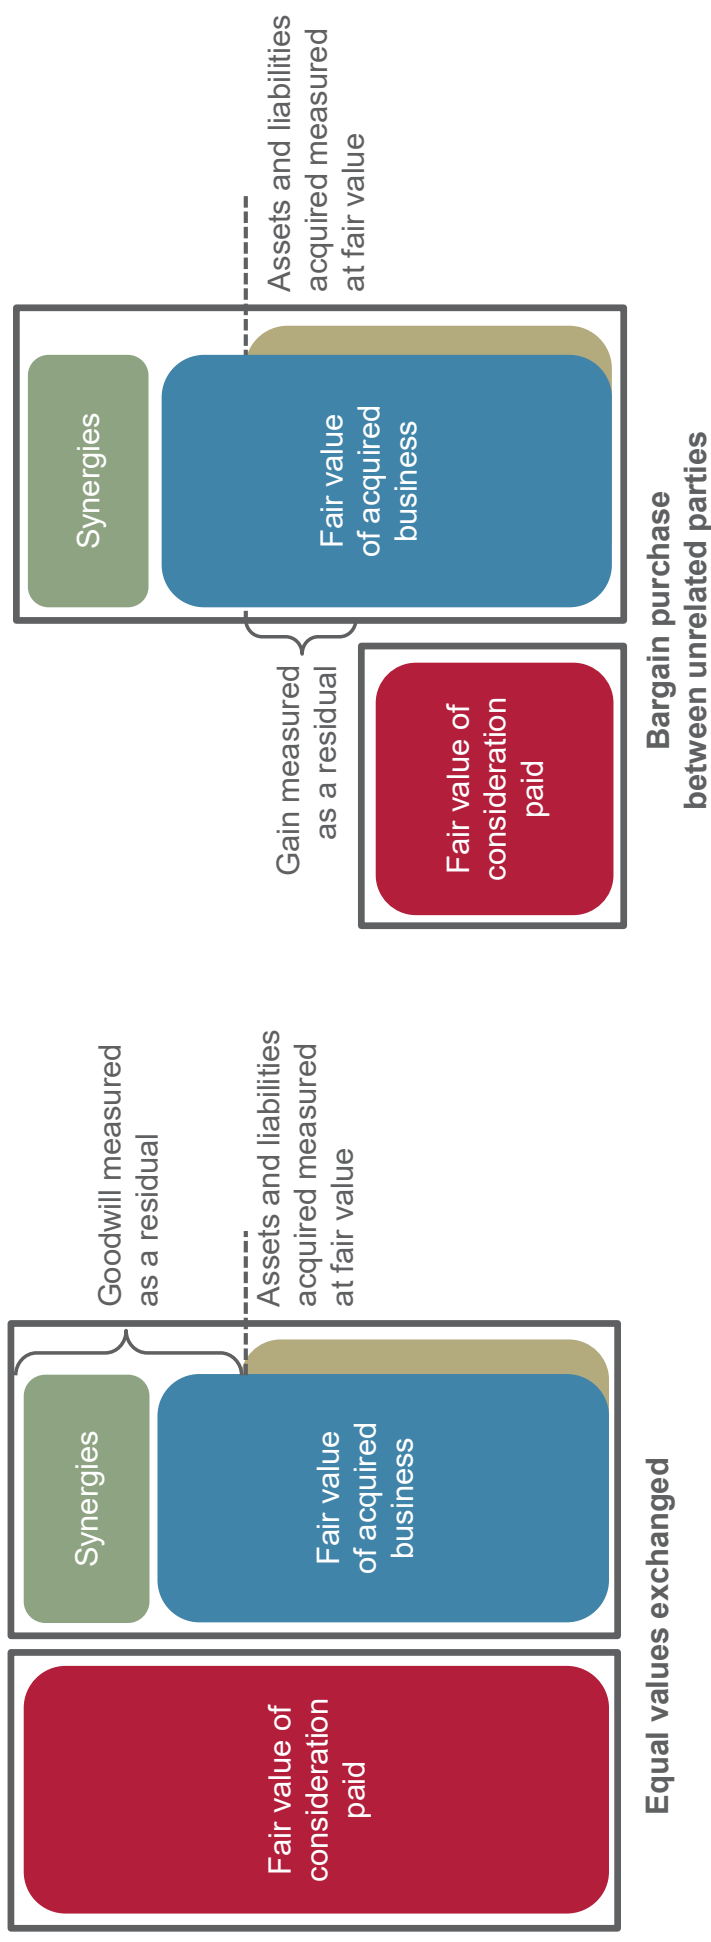 Fair value of
consideration
paid
Synergies
Fair value
of acquired
business
Goodwill measured
as a residual
Assets and liabilities
acquired measured
at fair value
Equal values exchanged
Fair value of
consideration
paid
Gain measured
as a residual
Synergies
Fair value
of acquired
business
Assets and liabilities
acquired measured
at fair value
Bargain purchase
between unrelated parties